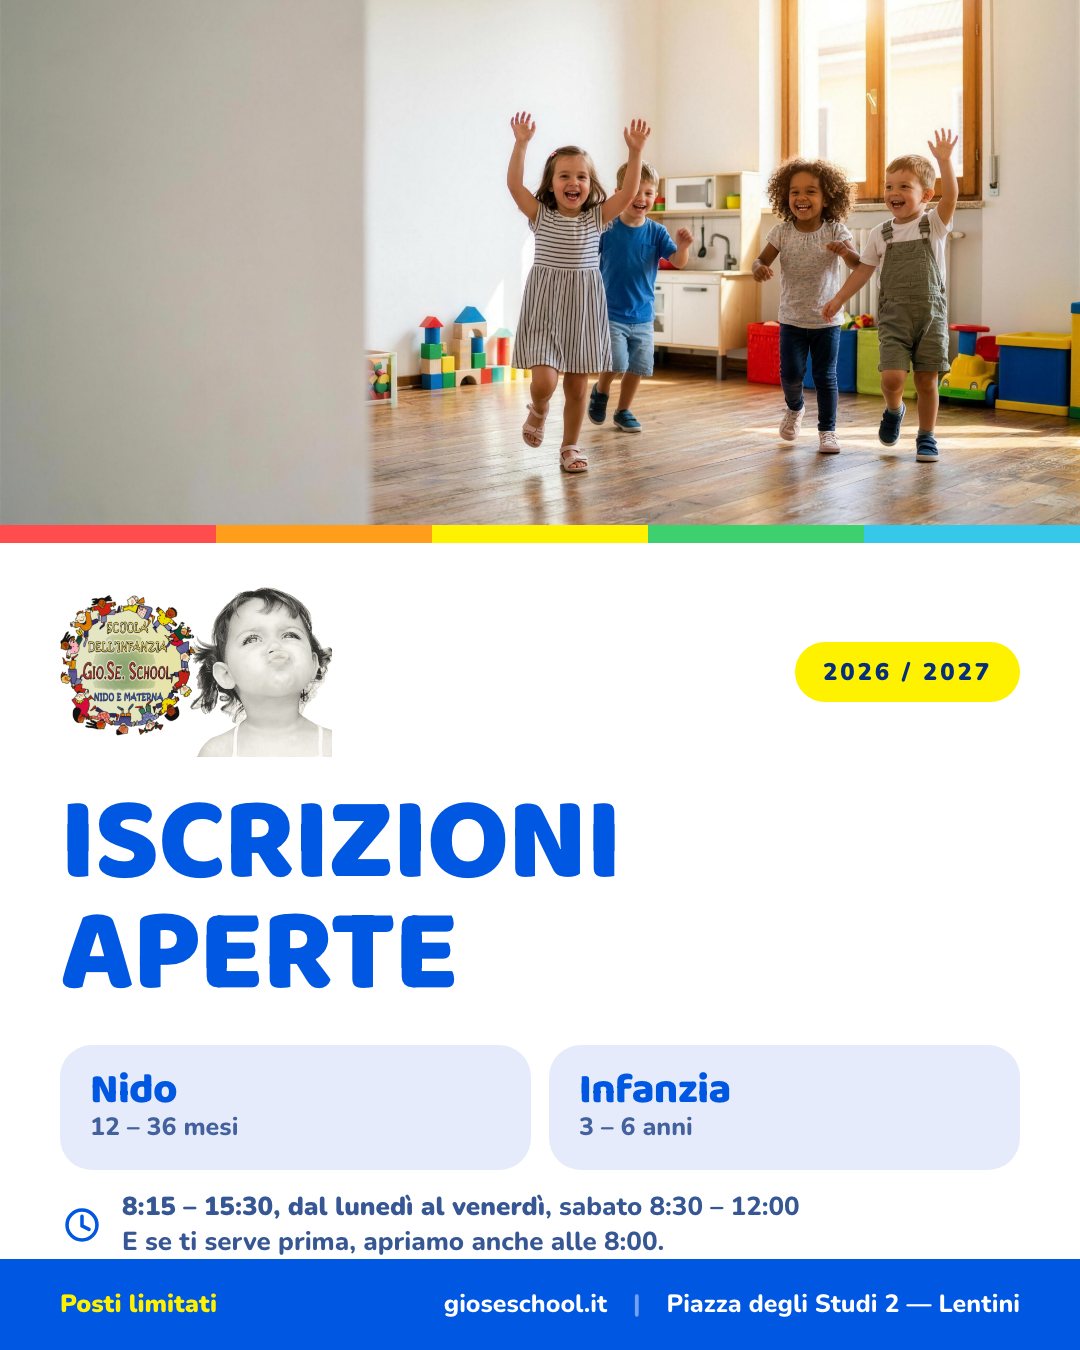 SCUOLA
DELL'INFANZIA
GIO.SE. SCHOOL
NIDO E MATERNA
2026 / 2027
ISCRIZIONI
APERTE
Nido
12 – 36 mesi
Infanzia
3 – 6 anni
8:15 – 15:30, dal lunedì al venerdì, sabato 8:30 – 12:00
E se ti serve prima, apriamo anche alle 8:00.
Posti limitati
gioseschool.it | Piazza degli Studi 2 — Lentini